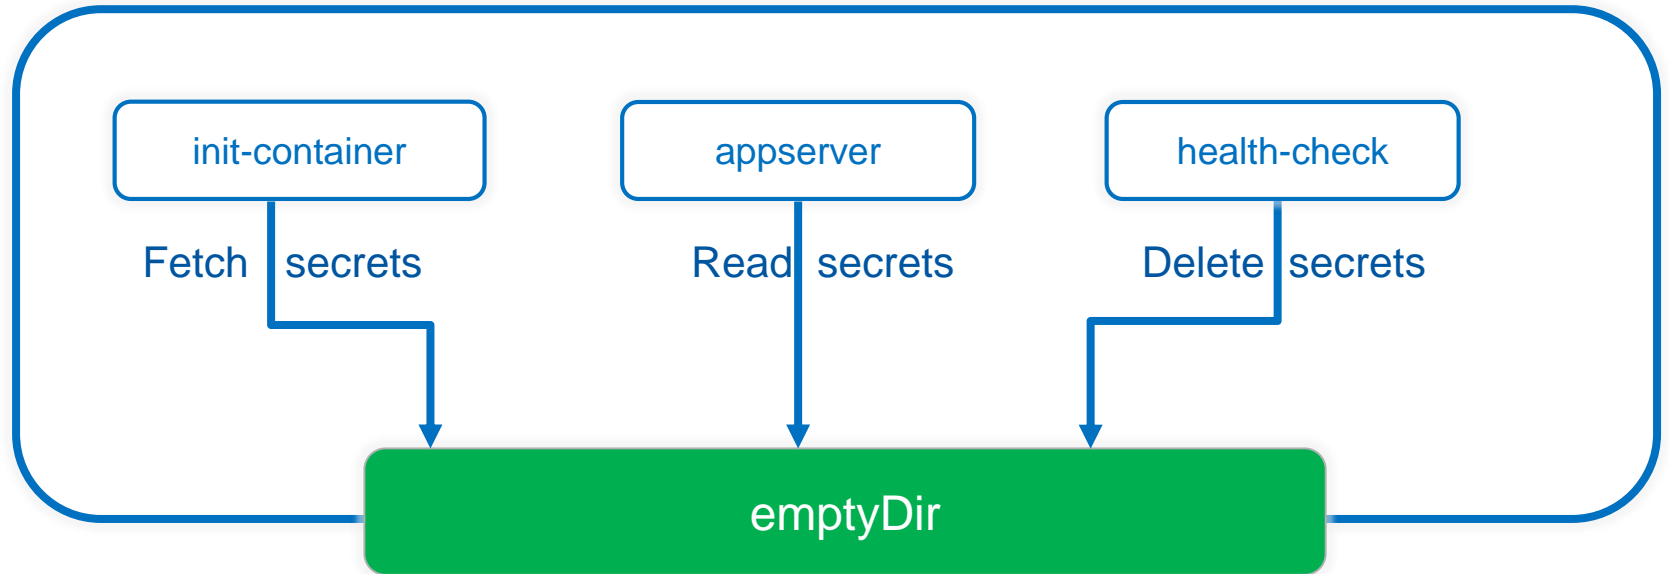 init-container
appserver
health-check
Fetch secrets
Read secrets
Delete secrets
emptyDir